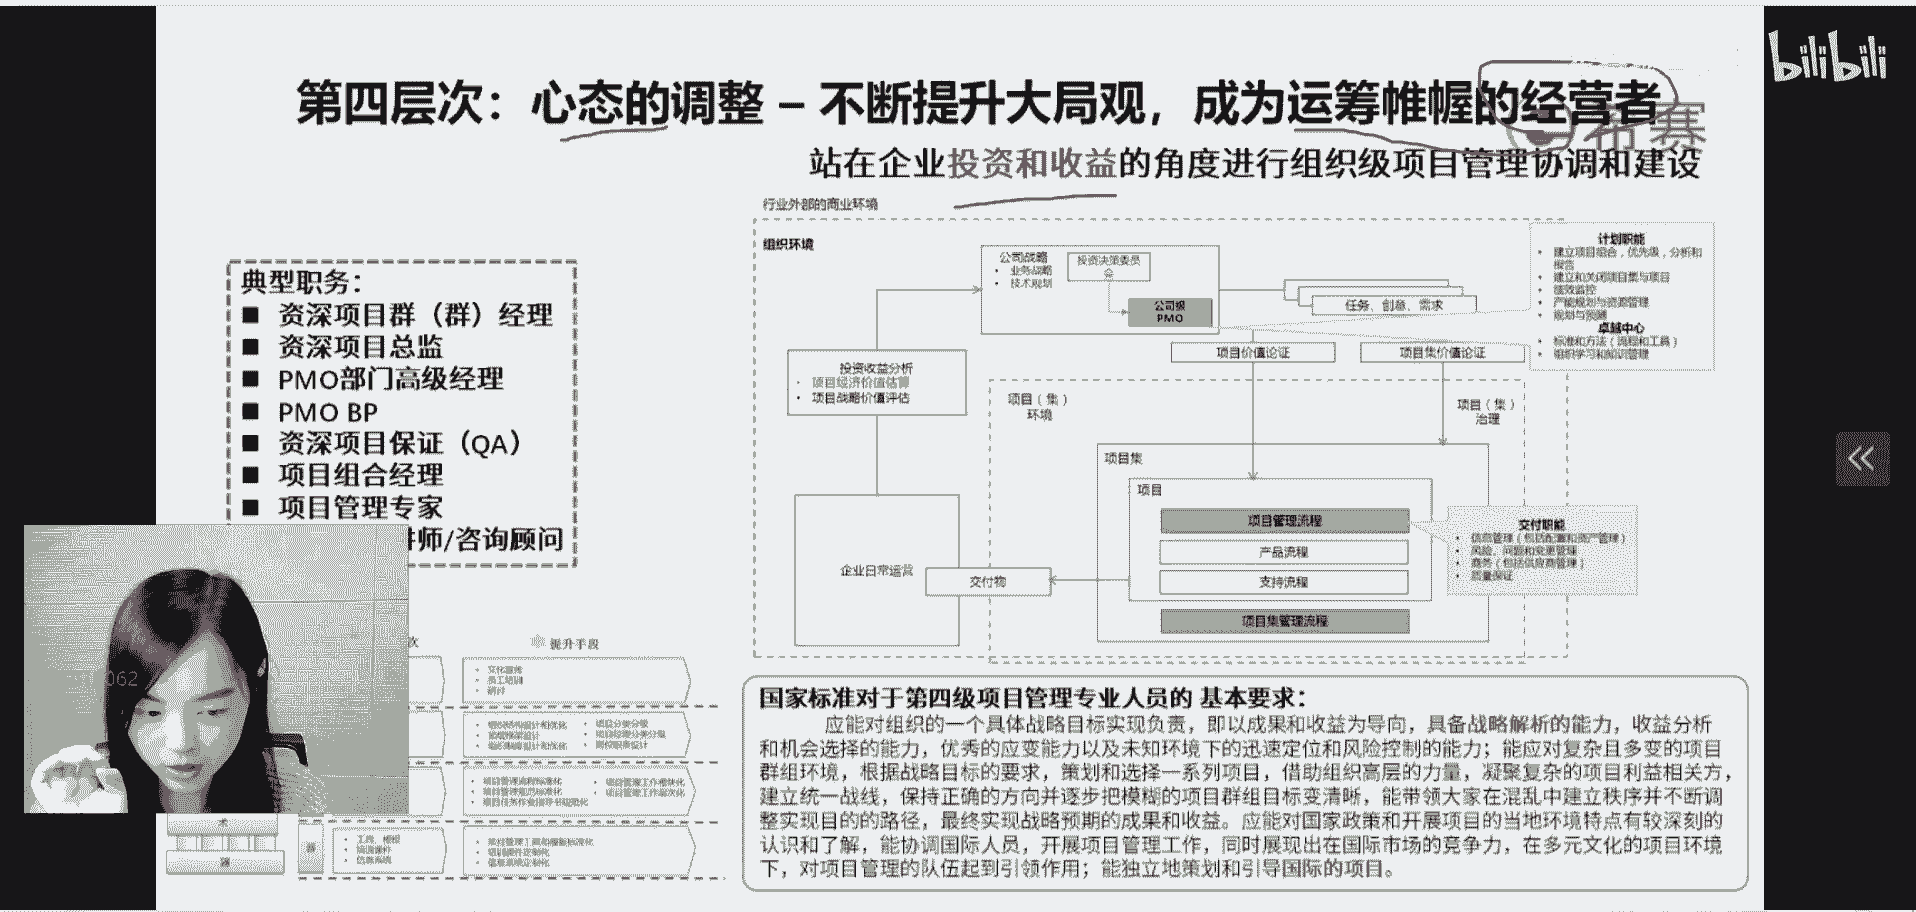 bilibili
第四层次：心态的调整 – 不断提升大局观，成为运筹帷幄的经营者
希赛
站在企业投资和收益的角度进行组织级项目管理协调和建设
典型职务：
■ 资深项目群（群）经理
■ 资深项目总监
■ PMO部门高级经理
■ PMO BP
■ 资深项目保证（QA）
■ 项目组合经理
■ 项目管理专家
讲师/咨询顾问
062
次
提升手段
员工培训
术
器
行业外部的商业环境
组织环境
公司战略
• 业务战略
• 技术规划
投资决策委员
会
公司级
PMO
任务、创意、需求
计划职能
• 建立项目组合，优先级，分析和
报告
• 建立和关闭项目集与项目
• 绩效监控
• 产能规划与资源管理
• 规划与预测
卓越中心
• 标准和方法（流程和工具）
• 组织学习和知识管理
项目价值论证
项目集价值论证
投资收益分析
• 项目经济价值估算
• 项目战略价值评估
项目（集）
环境
项目（集）
治理
项目集
项目
项目管理流程
产品流程
支持流程
项目集管理流程
交付职能
• 信息管理（包括配置和资产管理）
• 风险、问题和变更管理
• 商务（包括供应商管理）
• 质量保证
企业日常运营
交付物
国家标准对于第四级项目管理专业人员的 基本要求：
应能对组织的一个具体战略目标实现负责，即以成果和收益为导向，具备战略解析的能力，收益分析
和机会选择的能力，优秀的应变能力以及未知环境下的迅速定位和风险控制的能力；能应对复杂且多变的项目
群组环境，根据战略目标的要求，策划和选择一系列项目，借助组织高层的力量，凝聚复杂的项目利益相关方，
建立统一战线，保持正确的方向并逐步把模糊的项目群组目标变清晰，能带领大家在混乱中建立秩序并不断调
整实现目的的路径，最终实现战略预期的成果和收益。应能对国家政策和开展项目的当地环境特点有较深刻的
认识和了解，能协调国际人员，开展项目管理工作，同时展现出在国际市场的竞争力，在多元文化的项目环境
下，对项目管理的队伍起到引领作用；能独立地策划和引导国际的项目。